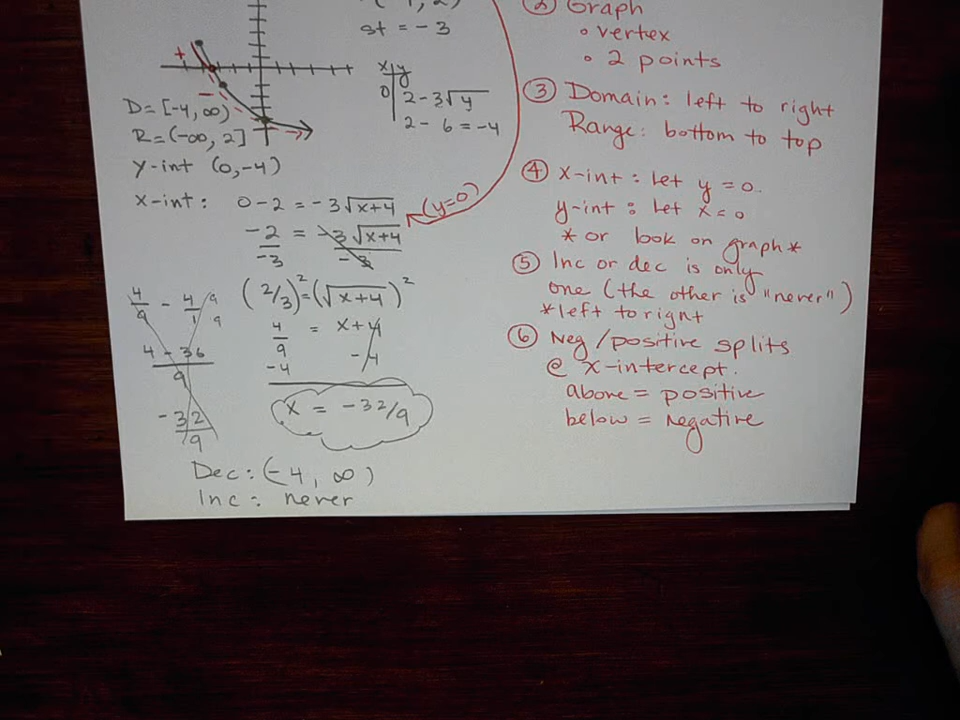 st = -3
x y
0 2 - 3√4
2 - 6 = -4
+
-
D = [-4, ∞)
R = (-∞, 2]
y-int (0, -4)
x-int: 0 - 2 = -3√x+4 (y=0)
-2 = -3√x+4
-3 -3
(2/3)² = (√x+4)²
4/9 = x+4
-4 -4
x = -32/9
4/9 - 4/1 9/9
4 - 36
9
-32
9
Dec: (-4, ∞)
Inc: never
② Graph
• vertex
• 2 points
③ Domain: left to right
Range: bottom to top
④ x-int: Let y = 0.
y-int: Let x = 0
* or look on graph *
⑤ Inc or dec is only
one (the other is "never")
* left to right
⑥ Neg/positive splits
@ x-intercept.
above = positive
below = negative